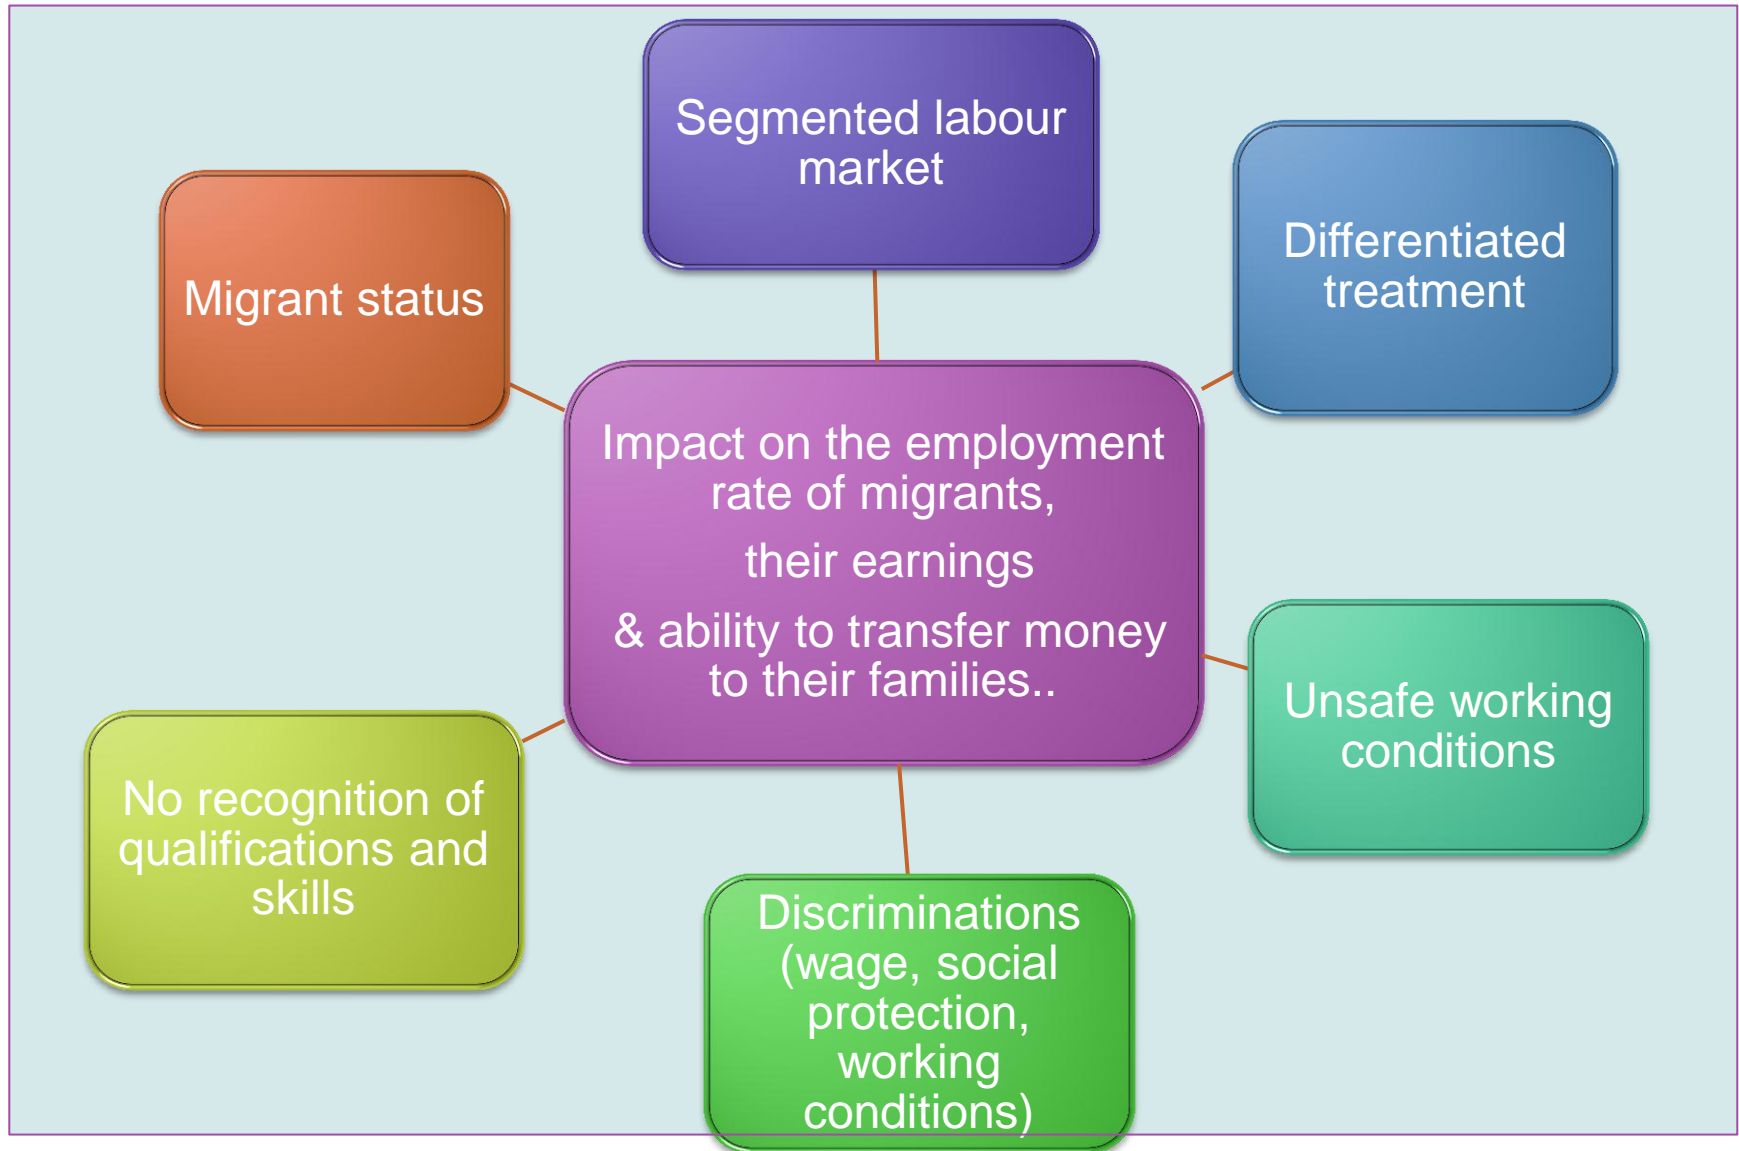 Segmented labour
market
Differentiated
treatment
Migrant status
Impact on the employment
rate of migrants,
their earnings
& ability to transfer money
to their families..
Unsafe working
conditions
No recognition of
qualifications and
skills
Discriminations
(wage, social
protection,
working
conditions)